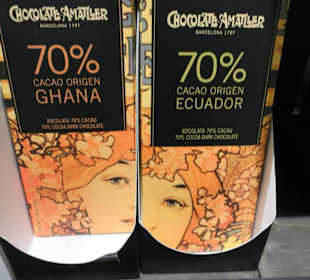 CHOCOLATE AMATLLER
BARCELONA 1797
70%
CACAO ORIGEN
GHANA
XOCOLATA 70% CACAU
70% COCOA DARK CHOCOLATE
CHOCOLATE AMATLLER
BARCELONA 1797
70%
CACAO ORIGEN
ECUADOR
XOCOLATA 70% CACAU
70% COCOA DARK CHOCOLATE